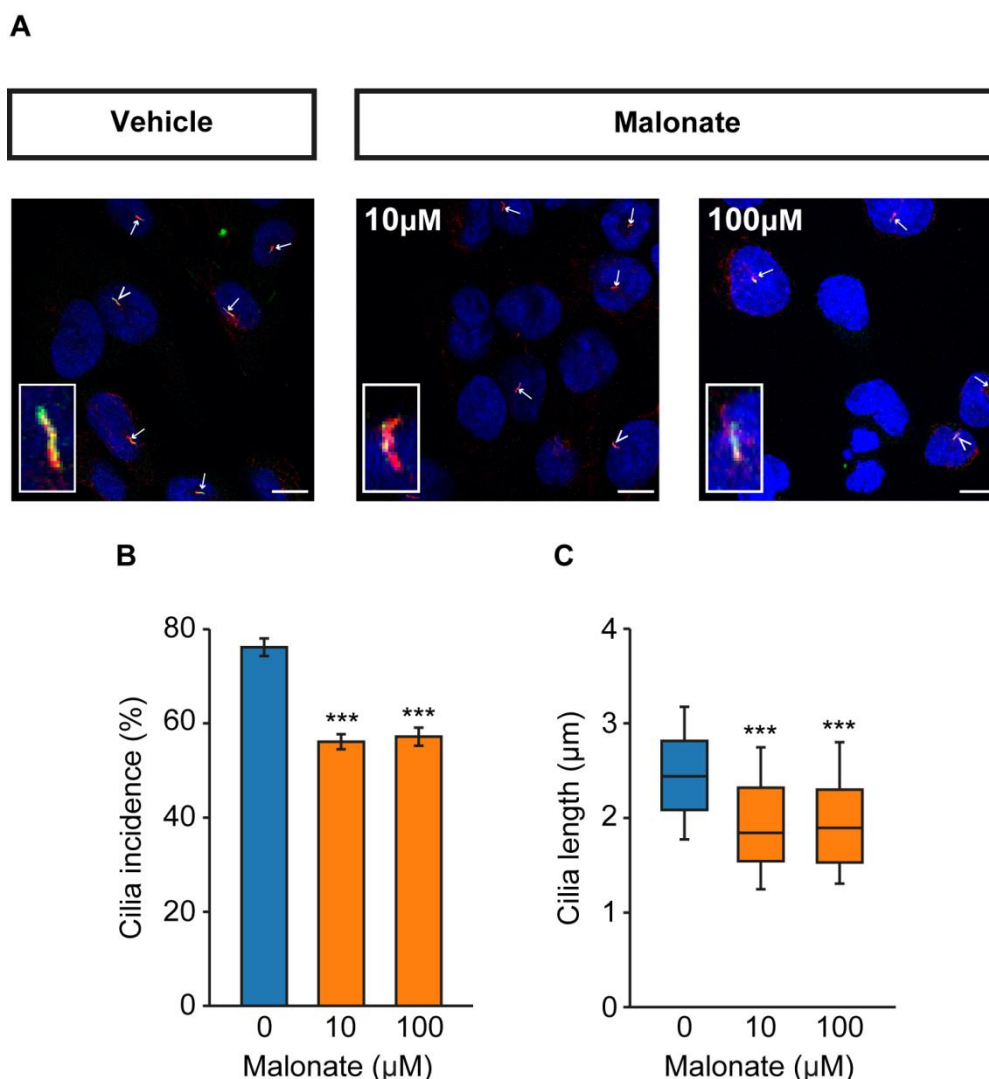 A
Vehicle
Malonate
10µM
100µM
B
C
80
60
40
20
0
Cilia incidence (%)
***
***
0
10
100
Malonate (µM)
4
3
2
1
0
Cilia length (µm)
***
***
0
10
100
Malonate (µM)